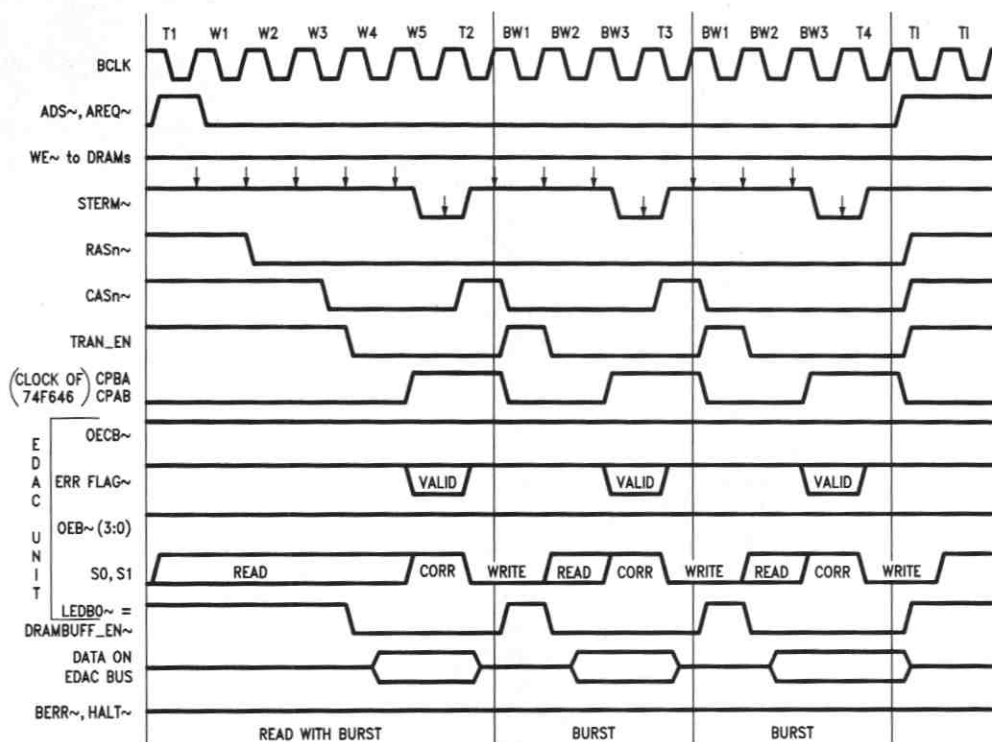 T1 W1 W2 W3 W4 W5 T2 BW1 BW2 BW3 T3 BW1 BW2 BW3 T4 TI TI
BCLK
ADS~, AREQ~
WE~ to DRAMs
STERM~
RASn~
CASn~
TRAN_EN
(CLOCK OF 74F646) CPBA
CPAB
EDAC UNIT
OECB~
ERR FLAG~ VALID VALID VALID
OEB~ (3:0)
S0, S1 READ CORR WRITE READ CORR WRITE READ CORR WRITE
LEDBO~ =
DRAMBUFF_EN~
DATA ON
EDAC BUS
BERR~, HALT~
READ WITH BURST BURST BURST